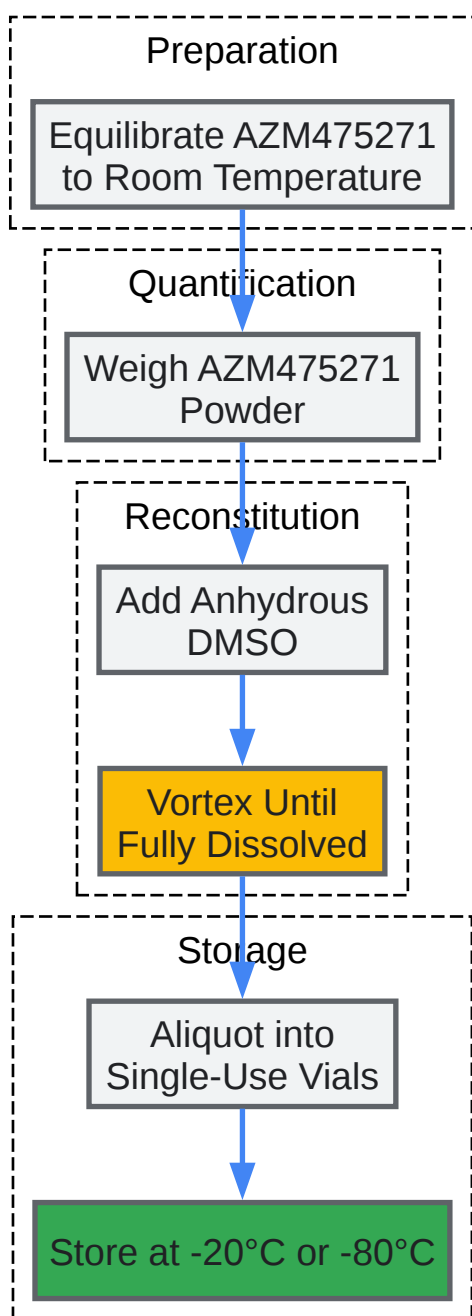 Preparation
Equilibrate AZM475271
to Room Temperature
Quantification
Weigh AZM475271
Powder
Reconstitution
Add Anhydrous
DMSO
Vortex Until
Fully Dissolved
Storage
Aliquot into
Single-Use Vials
Store at -20°C or -80°C